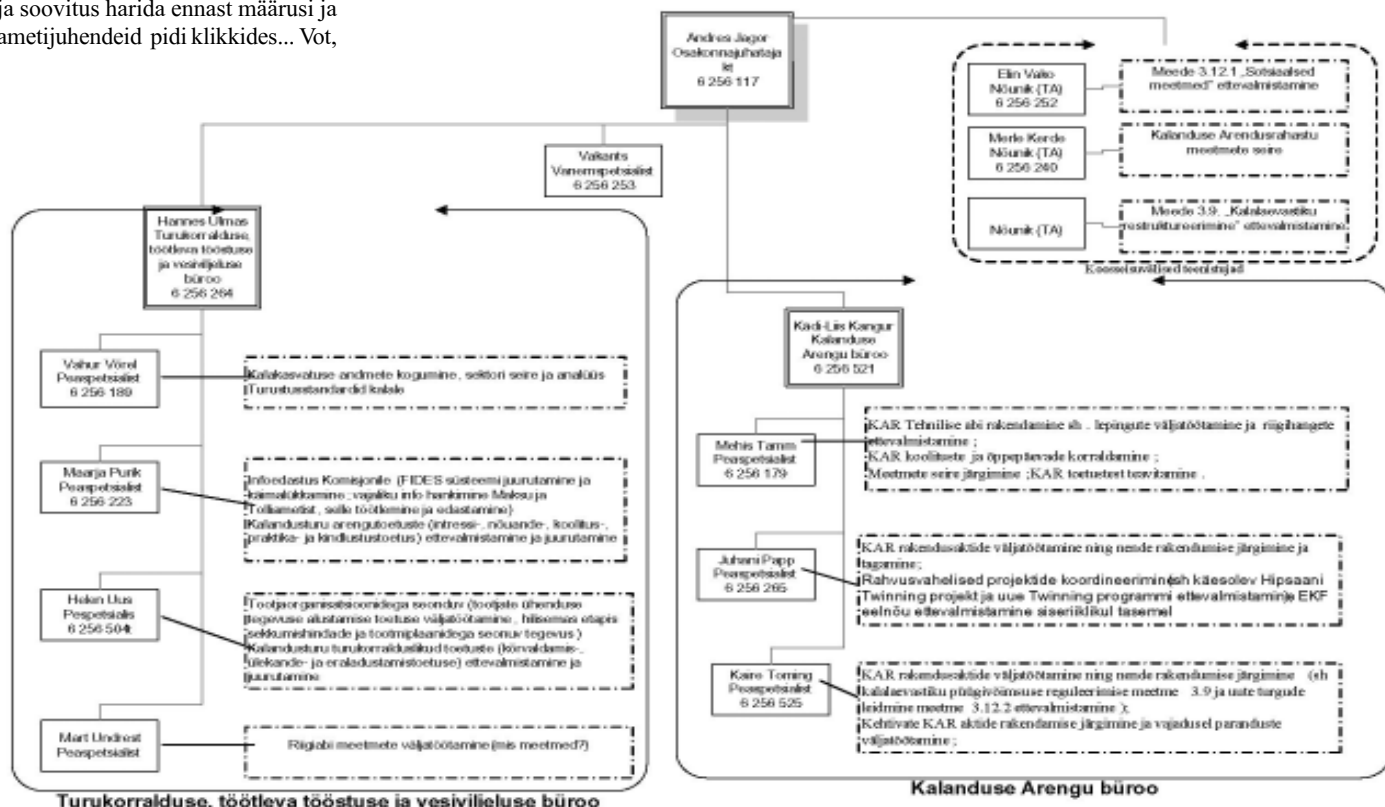 ja soovitus harida ennast määrusi ja
ametijuhendeid pidi klikkides... Vot,
Andres Jagor
Osakonnajuhataja
kt
6 256 117
Elin Vako
Nõunik (TA)
6 256 252
Meede 3.12.1 „Sotsiaalsed
meetmed" ettevalmistamine
Merle Kerde
Nõunik (TA)
6 256 240
Kalanduse Arendusrahastu
meetmete seire
Nõunik (TA)
Meede 3.9. „Kalalaevastiku
restruktureerimine" ettevalmistamine
Koosseisuvälised teenistujad
Vakants
Vanemspetsialist
6 256 253
Hannes Ulmas
Turukorralduse,
töötleva tööstuse
ja vesiviljeluse
büroo
6 256 264
Vahur Võrel
Peaspetsialist
6 256 189
Kalakasvatuse andmete kogumine, sektori seire ja analüüs
Turustusstandardid kalale
Maarja Purik
Peaspetsialist
6 256 223
Infoedastus Komisjonile (FIDES süsteemi juurutamine ja
käimalükkamine; vajaliku info hankimine Maksu ja
Tolliametist, selle töötlemine ja edastamine)
Kalandusturu arengutoetuste (intressi-, nõuande-, koolitus-,
praktika- ja kindlustustoetus) ettevalmistamine ja juurutamine
Helen Uus
Pespetsialis
6 256 504t
Tootjaorganisatsioonidega seonduv (tootjate ühenduse
tegevuse alustamise toetuse väljatöötamine, hilisemas etapis
sekkumishindade ja tootmiplaanidega seonuv tegevus)
Kalandusturu turukorralduslikud toetuste (kõrvaldamis-,
ülekande- ja eraladustamistoetuse) ettevalmistamine ja
juurutamine
Mart Undrest
Peaspetsialist
Riigiabi meetmete väljatöötamine (mis meetmed?)
Turukorralduse, töötleva tööstuse ja vesiviljeluse büroo
Kadi-Liis Kangur
Kalanduse
Arengu büroo
6 256 521
Mehis Tamm
Peaspetsialist
6 256 179
KAR Tehnilise abi rakendamine sh . lepingute väljatöötamine ja riigihangete
ettevalmistamine ;
KAR koolituste ja õppepäevade korraldamine ;
Meetmete seire järgimine ;KAR toetustest teavitamine .
Juhani Papp
Peaspetsialist
6 256 265
KAR rakendusaktide väljatöötamine ning nende rakendumise järgimine ja
tagamine;
Rahvusvahelised projektide koordineerimine(sh käesolev Hipsaani
Twinning projekt ja uue Twinning programmi ettevalmistamine); EKF
eelnõu ettevalmistamine siseriiklikul tasemel
Kaire Torning
Peaspetsialist
6 256 525
KAR rakendusaktide väljatöötamine ning nende rakendumise järgimine (sh
kalalaevastiku püügivõimsuse reguleerimise meetme 3.9 ja uute turgude
leidmine meetme 3.12.2 ettevalmistamine );
Kehtivate KAR aktide rakendamise järgimine ja vajadusel paranduste
väljatöötamine ;
Kalanduse Arengu büroo